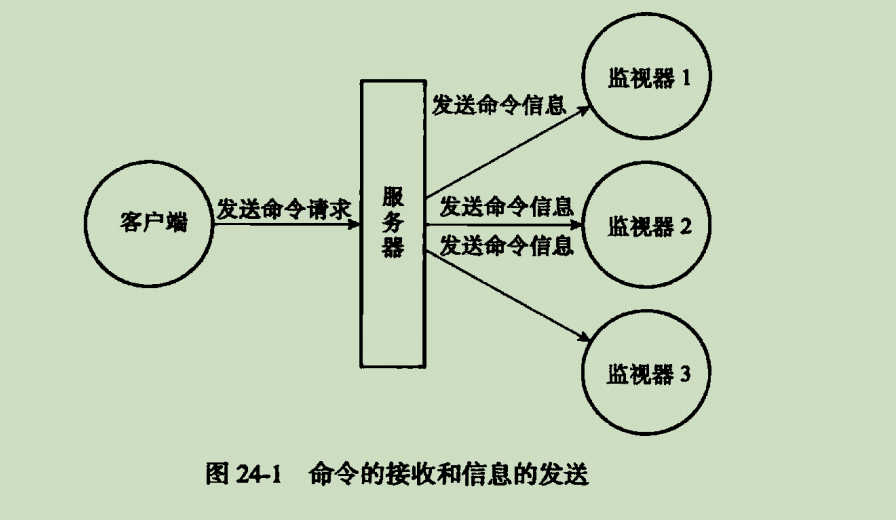 监视器 1
发送命令信息
客户端
发送命令请求
服务器
发送命令信息
监视器 2
发送命令信息
监视器 3
图 24-1 命令的接收和信息的发送